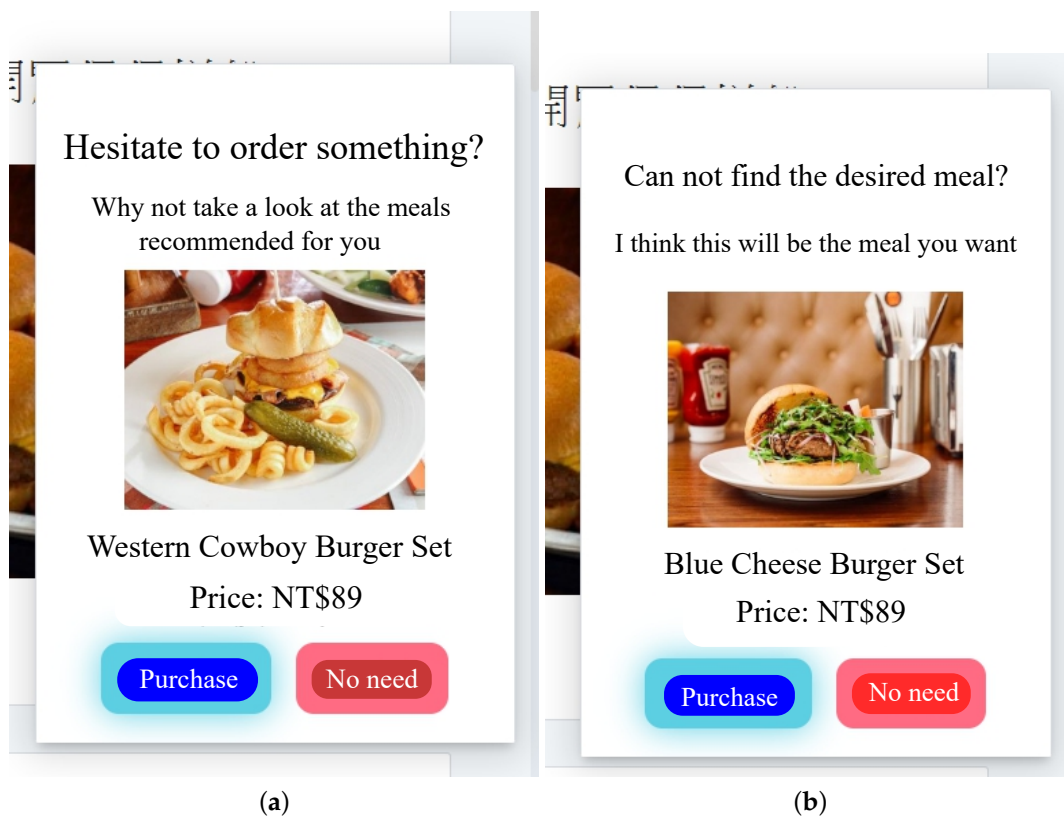 Hesitate to order something?
Why not take a look at the meals
recommended for you
Western Cowboy Burger Set
Price: NT$89
Purchase
No need
(a)
Can not find the desired meal?
I think this will be the meal you want
Blue Cheese Burger Set
Price: NT$89
Purchase
No need
(b)